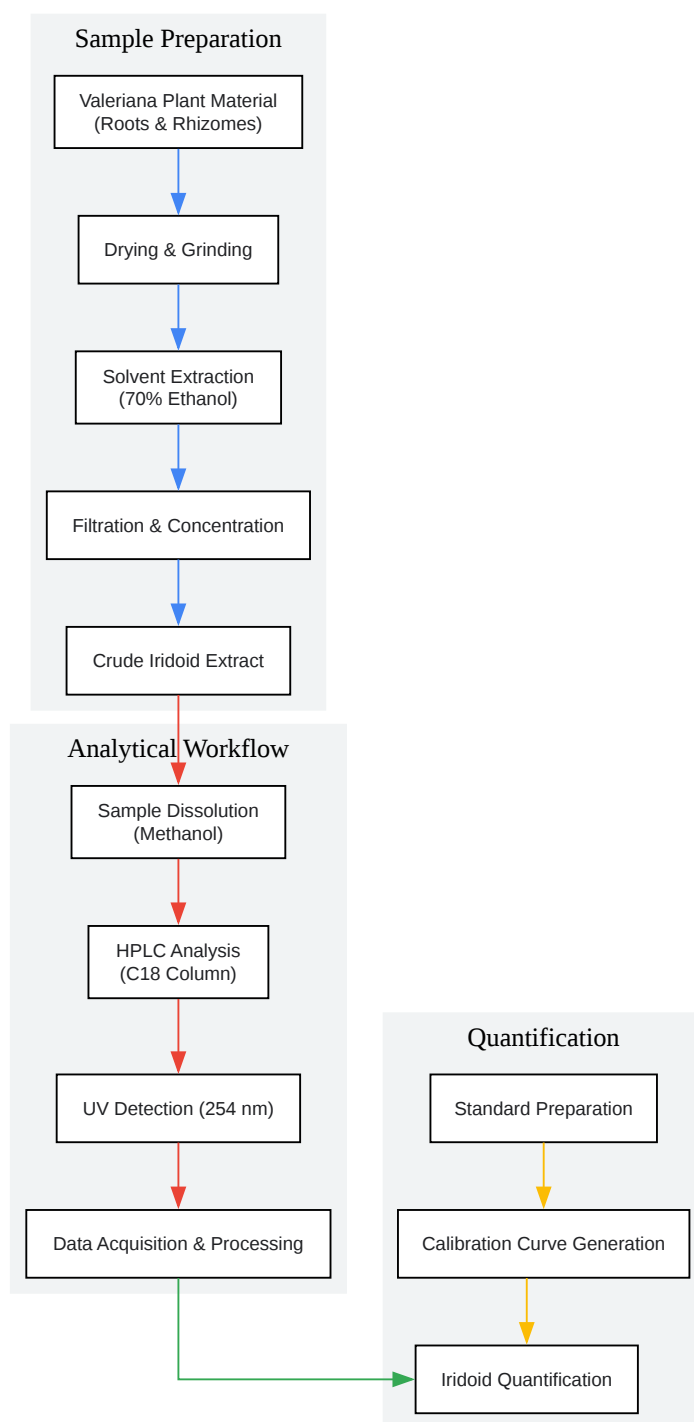 Sample Preparation
Valeriana Plant Material
(Roots & Rhizomes)
Drying & Grinding
Solvent Extraction
(70% Ethanol)
Filtration & Concentration
Crude Iridoid Extract
Analytical Workflow
Sample Dissolution
(Methanol)
HPLC Analysis
(C18 Column)
UV Detection (254 nm)
Data Acquisition & Processing
Quantification
Standard Preparation
Calibration Curve Generation
Iridoid Quantification